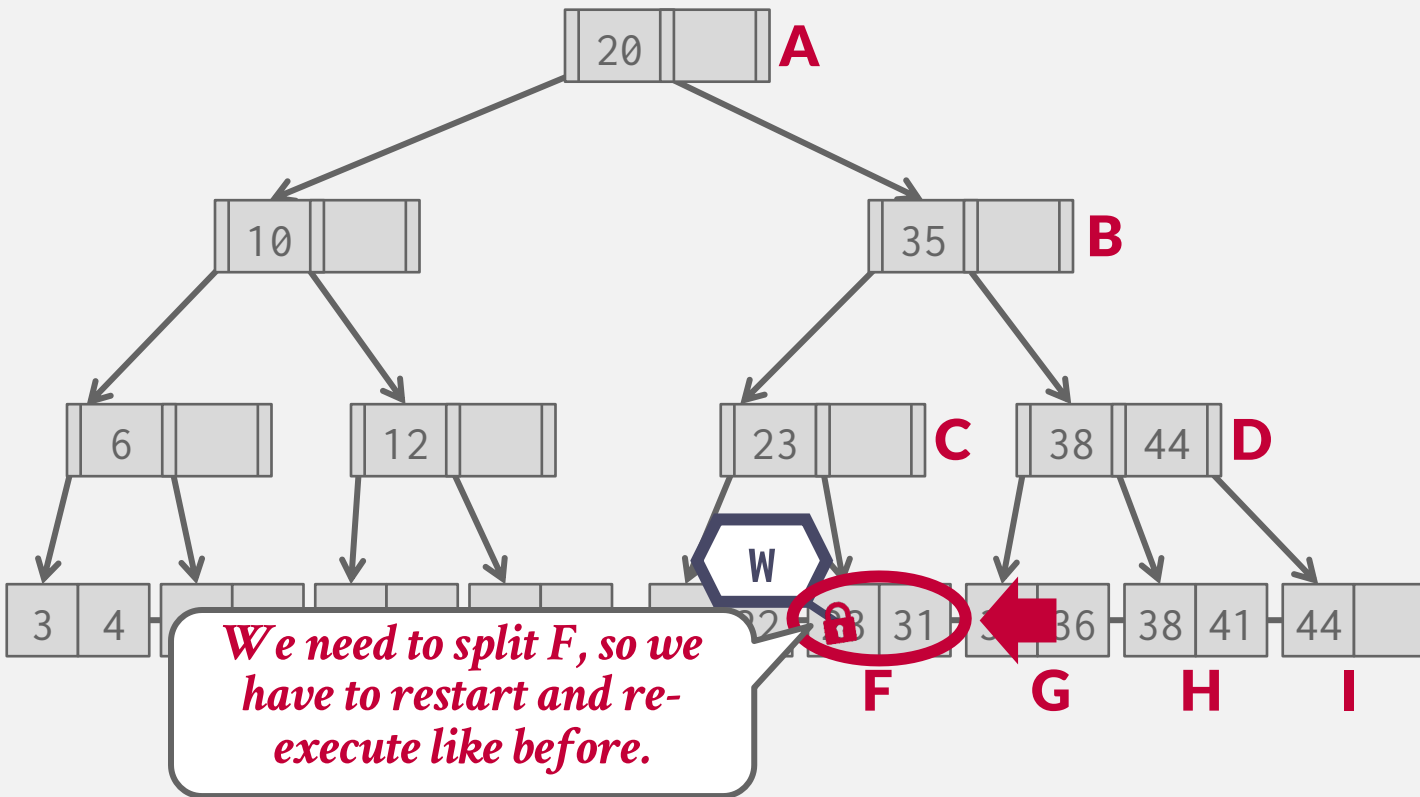 20 A
10 35 B
6 12 23 C 38 44 D
W
3 4 31 36 38 41 44
We need to split F, so we
have to restart and re-
execute like before.
F G H I